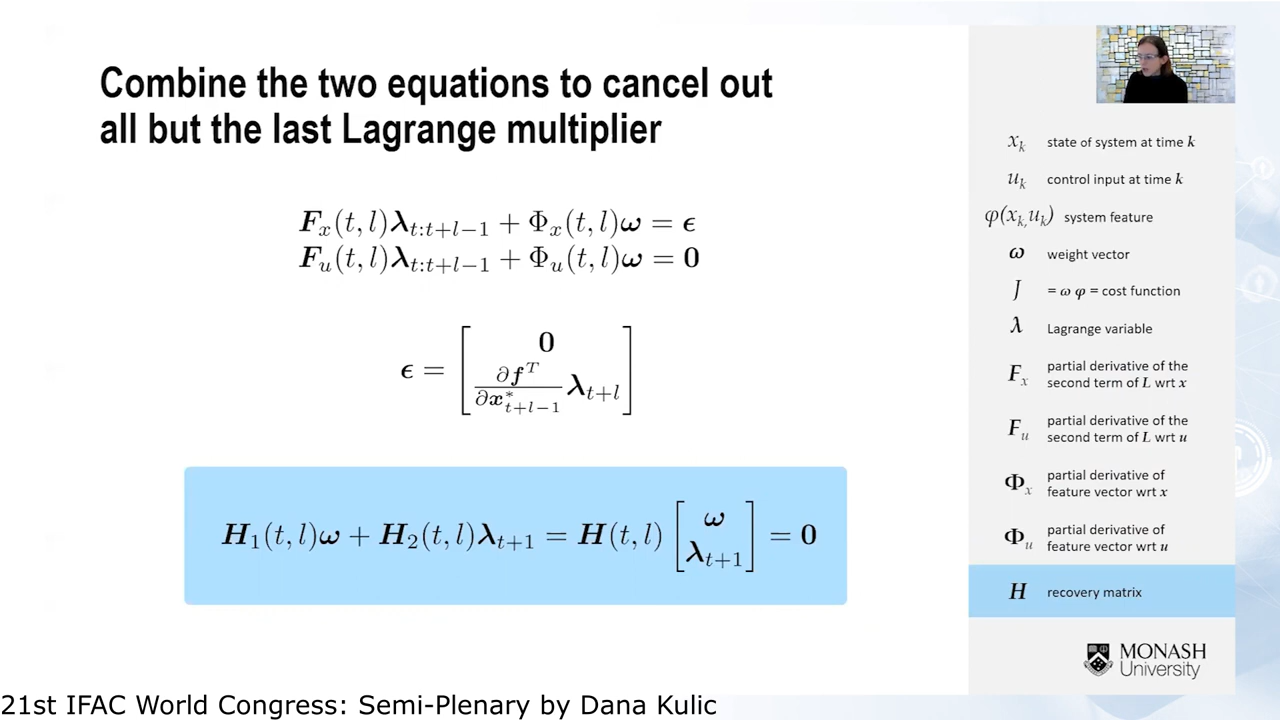 Combine the two equations to cancel out
all but the last Lagrange multiplier
F_x(t, l)λ_{t:t+l−1} + Φ_x(t, l)ω = ϵ
F_u(t, l)λ_{t:t+l−1} + Φ_u(t, l)ω = 0
ϵ = [ 0 ; ∂f^T / ∂x*_{t+l−1} λ_{t+l} ]
H_1(t, l)ω + H_2(t, l)λ_{t+1} = H(t, l) [ ω ; λ_{t+1} ] = 0
x_k state of system at time k
u_k control input at time k
φ(x_k,u_k) system feature
ω weight vector
J = ω φ = cost function
λ Lagrange variable
F_x partial derivative of the
second term of L wrt x
F_u partial derivative of the
second term of L wrt u
Φ_x partial derivative of
feature vector wrt x
Φ_u partial derivative of
feature vector wrt u
H recovery matrix
MONASH
University
21st IFAC World Congress: Semi-Plenary by Dana Kulic